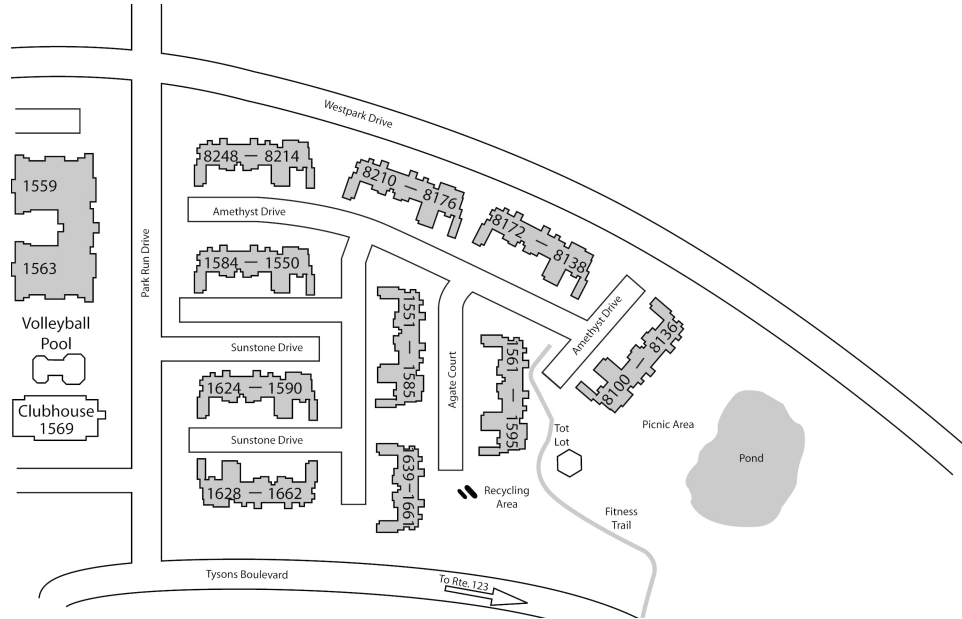 Westpark Drive
8248 — 8214
8210 — 8176
1559
8172 — 8138
Amethyst Drive
Park Run Drive
1563
1584 — 1550
1551 — 1585
Amethyst Drive
8100 — 8136
Volleyball
Pool
Sunstone Drive
1561 — 1595
Agate Court
1624 — 1590
Clubhouse
1569
Picnic Area
Tot
Lot
Sunstone Drive
Pond
1628 — 1662
1639–1661
Recycling
Area
Fitness
Trail
Tysons Boulevard
To Rte. 123